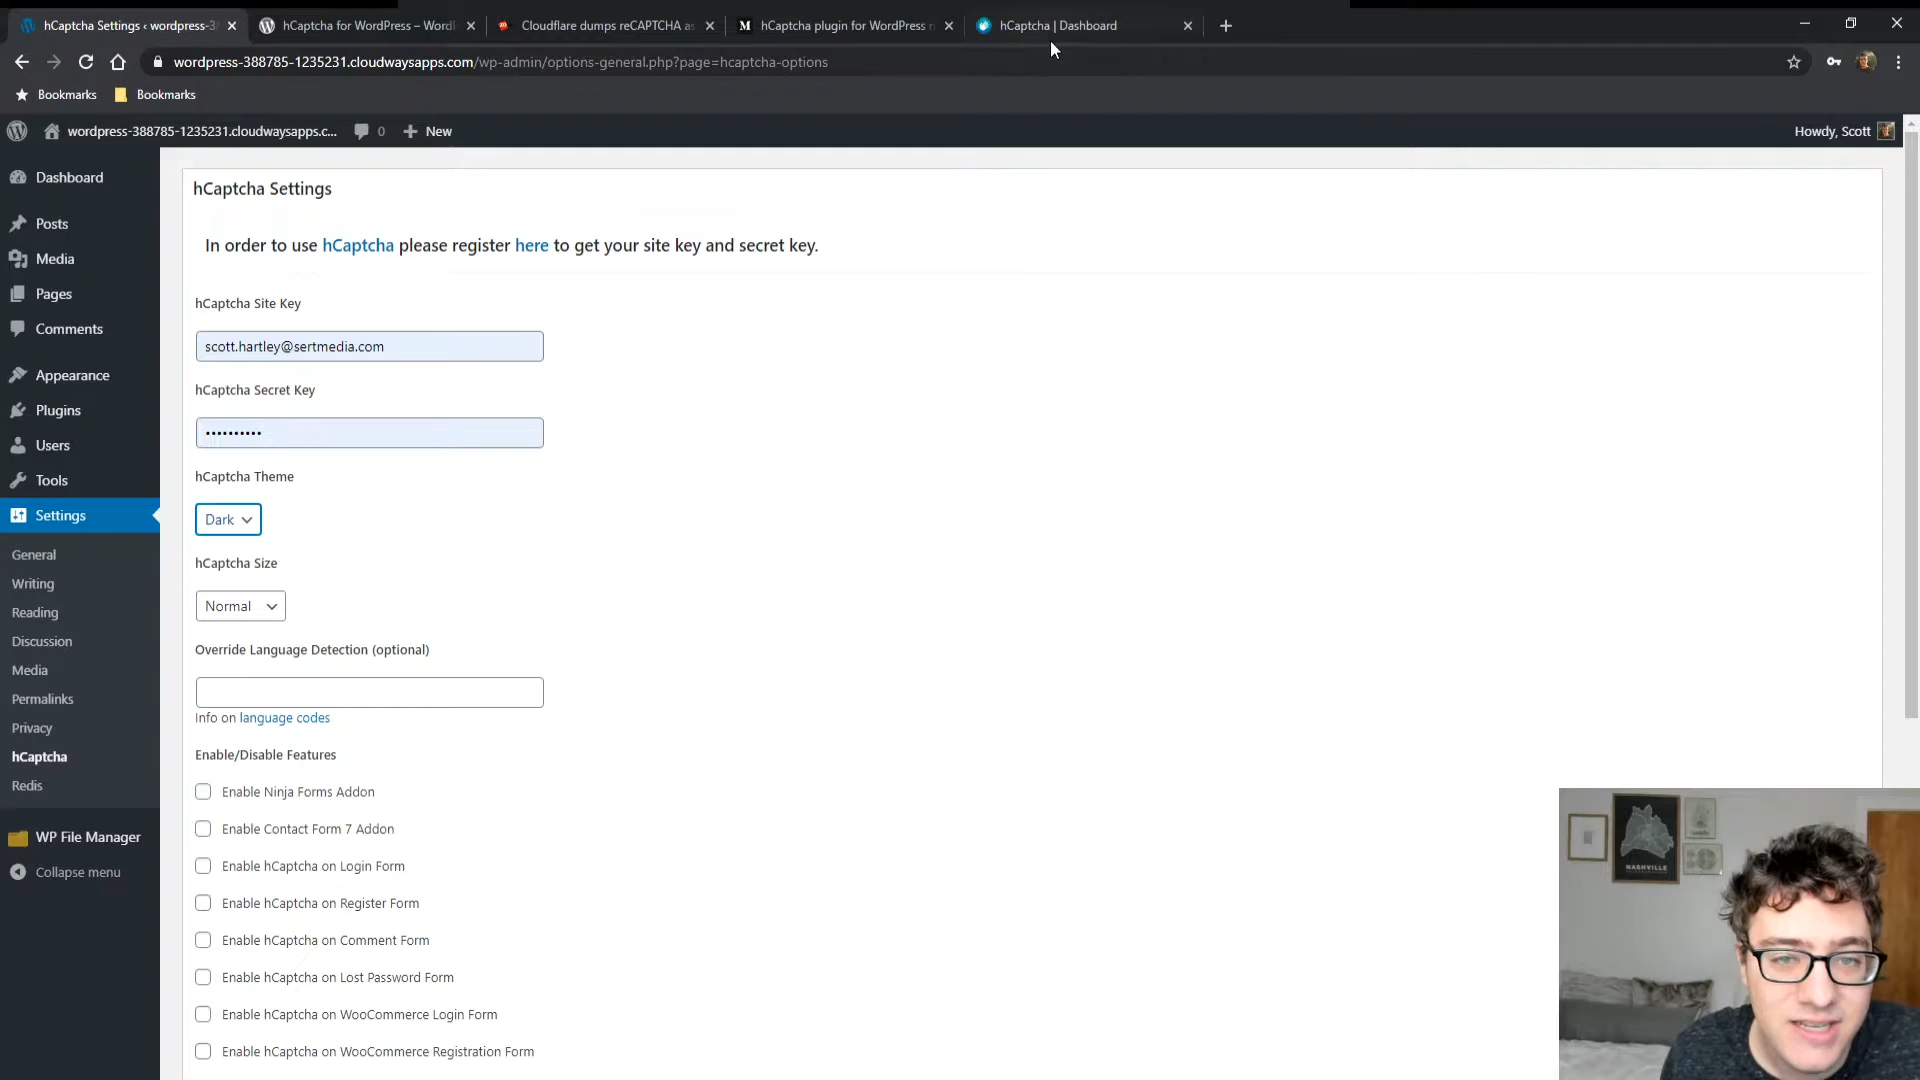 hCaptcha Settings ‹ wordpress-3
hCaptcha for WordPress – Word
Cloudflare dumps reCAPTCHA as
M hCaptcha plugin for WordPress n
hCaptcha | Dashboard
wordpress-388785-1235231.cloudwaysapps.com/wp-admin/options-general.php?page=hcaptcha-options
Bookmarks
Bookmarks
wordpress-388785-1235231.cloudwaysapps.c...
0
New
Howdy, Scott
Dashboard
Posts
Media
Pages
Comments
Appearance
Plugins
Users
Tools
Settings
General
Writing
Reading
Discussion
Media
Permalinks
Privacy
hCaptcha
Redis
WP File Manager
Collapse menu
hCaptcha Settings
In order to use hCaptcha please register here to get your site key and secret key.
hCaptcha Site Key
scott.hartley@sertmedia.com
hCaptcha Secret Key
••••••••••
hCaptcha Theme
Dark
hCaptcha Size
Normal
Override Language Detection (optional)
Info on language codes
Enable/Disable Features
Enable Ninja Forms Addon
Enable Contact Form 7 Addon
Enable hCaptcha on Login Form
Enable hCaptcha on Register Form
Enable hCaptcha on Comment Form
Enable hCaptcha on Lost Password Form
Enable hCaptcha on WooCommerce Login Form
Enable hCaptcha on WooCommerce Registration Form
NASHVILLE